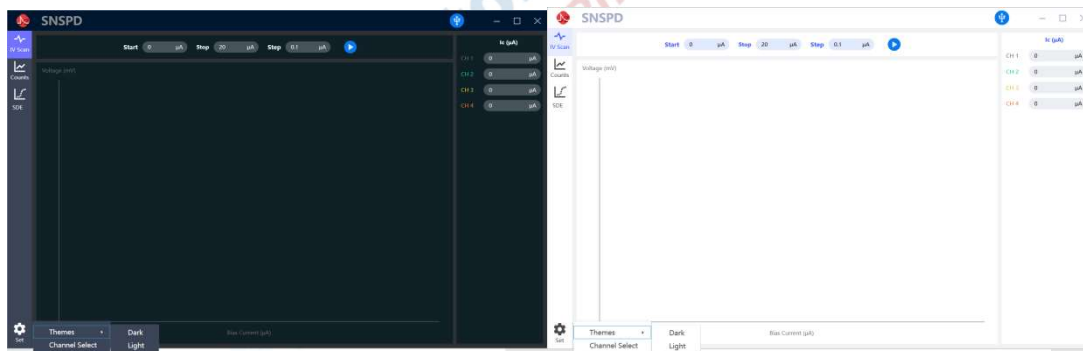 SNSPD
IV Scan
Counts
SDE
Start 0 μA Stop 20 μA Step 0.1 μA
Voltage (mV)
Ic (μA)
CH 1 0 μA
CH 2 0 μA
CH 3 0 μA
CH 4 0 μA
Set
Themes
Channel Select
Dark
Light
Bias Current (μA)
SNSPD
IV Scan
Counts
SDE
Start 0 μA Stop 20 μA Step 0.1 μA
Voltage (mV)
Ic (μA)
CH 1 0 μA
CH 2 0 μA
CH 3 0 μA
CH 4 0 μA
Set
Themes
Channel Select
Dark
Light
Bias Current (μA)